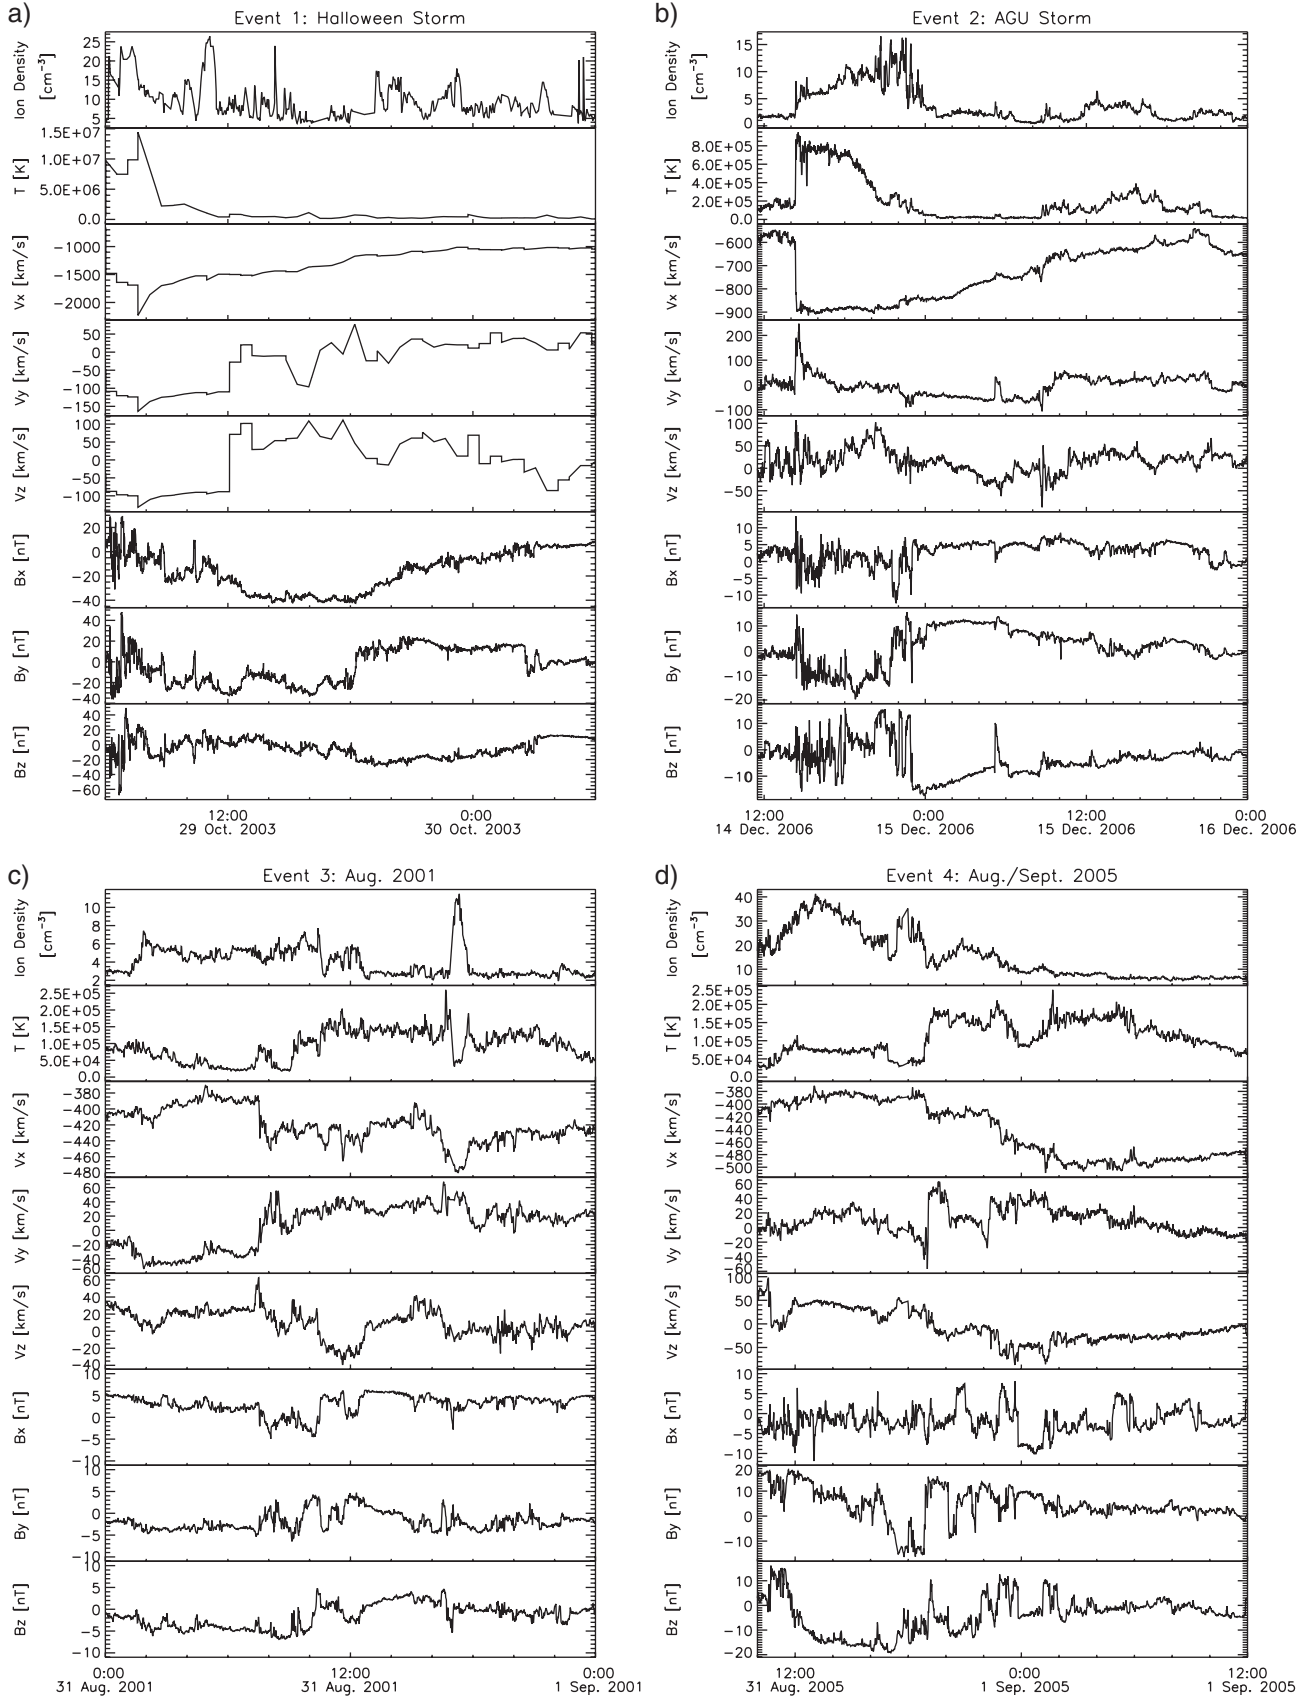 a)
Event 1: Halloween Storm
Ion Density
[cm⁻³]
25
20
15
10
5
T [K]
1.5E+07
1.0E+07
5.0E+06
0.0
Vx [km/s]
−1000
−1500
−2000
Vy [km/s]
50
0
−50
−100
−150
Vz [km/s]
100
50
0
−50
−100
Bx [nT]
20
0
−20
−40
By [nT]
40
20
0
−20
−40
Bz [nT]
40
20
0
−20
−40
−60
12:00
0:00
29 Oct. 2003
30 Oct. 2003
b)
Event 2: AGU Storm
Ion Density
[cm⁻³]
15
10
5
0
T [K]
8.0E+05
6.0E+05
4.0E+05
2.0E+05
0.0
Vx [km/s]
−600
−700
−800
−900
Vy [km/s]
200
100
0
−100
Vz [km/s]
100
50
0
−50
Bx [nT]
10
5
0
−5
−10
By [nT]
10
0
−10
−20
Bz [nT]
10
0
−10
12:00
0:00
12:00
0:00
14 Dec. 2006
15 Dec. 2006
15 Dec. 2006
16 Dec. 2006
c)
Event 3: Aug. 2001
Ion Density
[cm⁻³]
10
8
6
4
2
T [K]
2.5E+05
2.0E+05
1.5E+05
1.0E+05
5.0E+04
0.0
Vx [km/s]
−380
−400
−420
−440
−460
−480
Vy [km/s]
60
40
20
0
−20
−40
−60
Vz [km/s]
60
40
20
0
−20
−40
Bx [nT]
10
5
0
−5
−10
By [nT]
10
5
0
−5
−10
Bz [nT]
10
5
0
−5
−10
0:00
12:00
0:00
31 Aug. 2001
31 Aug. 2001
1 Sep. 2001
d)
Event 4: Aug./Sept. 2005
Ion Density
[cm⁻³]
40
30
20
10
T [K]
2.5E+05
2.0E+05
1.5E+05
1.0E+05
5.0E+04
0.0
Vx [km/s]
−380
−400
−420
−440
−460
−480
−500
Vy [km/s]
60
40
20
0
−20
−40
−60
Vz [km/s]
100
50
0
−50
Bx [nT]
10
5
0
−5
−10
By [nT]
20
10
0
−10
Bz [nT]
10
0
−10
−20
12:00
0:00
12:00
31 Aug. 2005
1 Sep. 2005
1 Sep. 2005